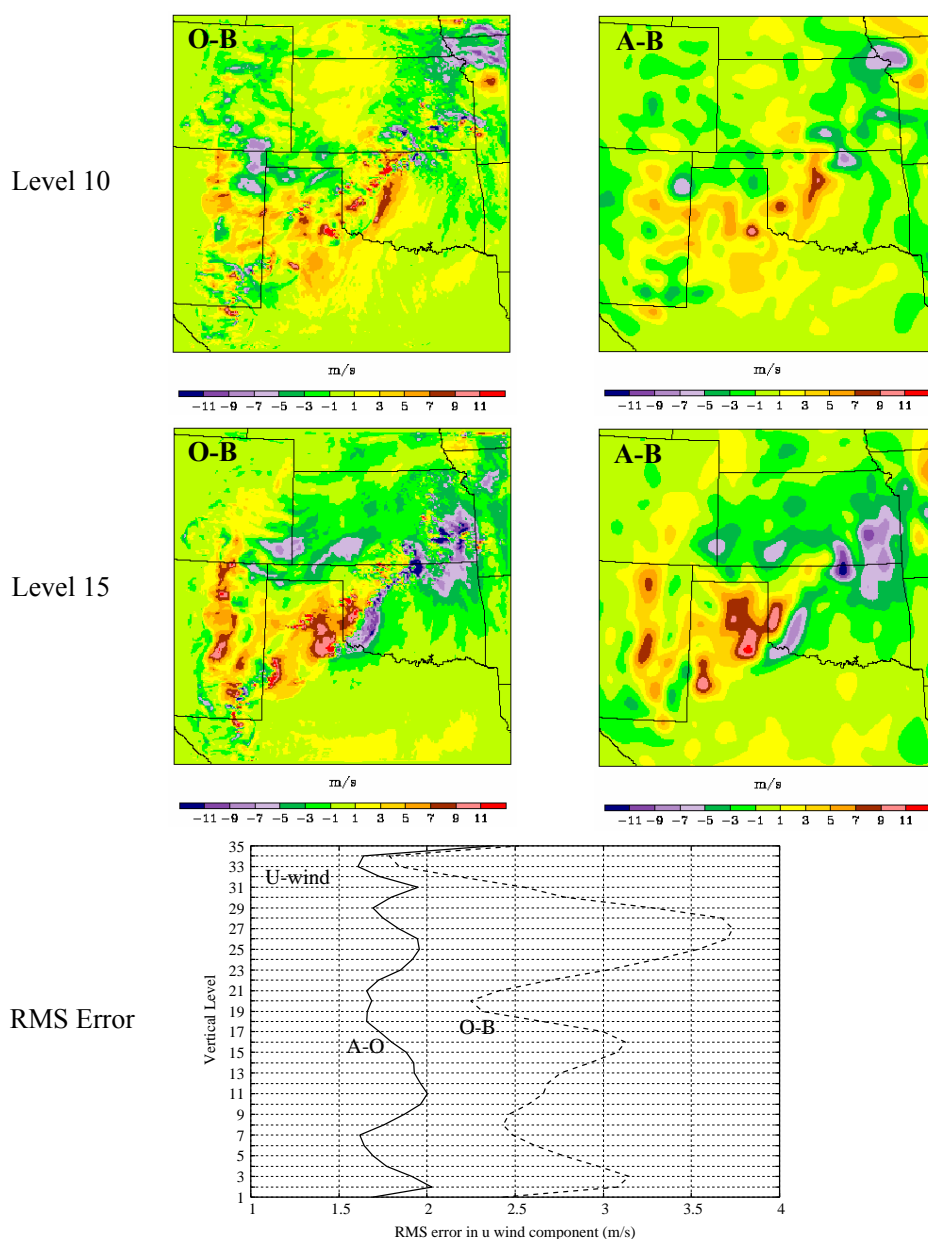 O-B
A-B
Level 10
m/s
-11 -9 -7 -5 -3 -1 1 3 5 7 9 11
m/s
-11 -9 -7 -5 -3 -1 1 3 5 7 9 11
O-B
A-B
Level 15
m/s
-11 -9 -7 -5 -3 -1 1 3 5 7 9 11
m/s
-11 -9 -7 -5 -3 -1 1 3 5 7 9 11
RMS Error
Vertical Level
35
33
31
29
27
25
23
21
19
17
15
13
11
9
7
5
3
1
U-wind
O-B
A-O
1 1.5 2 2.5 3 3.5 4
RMS error in u wind component (m/s)